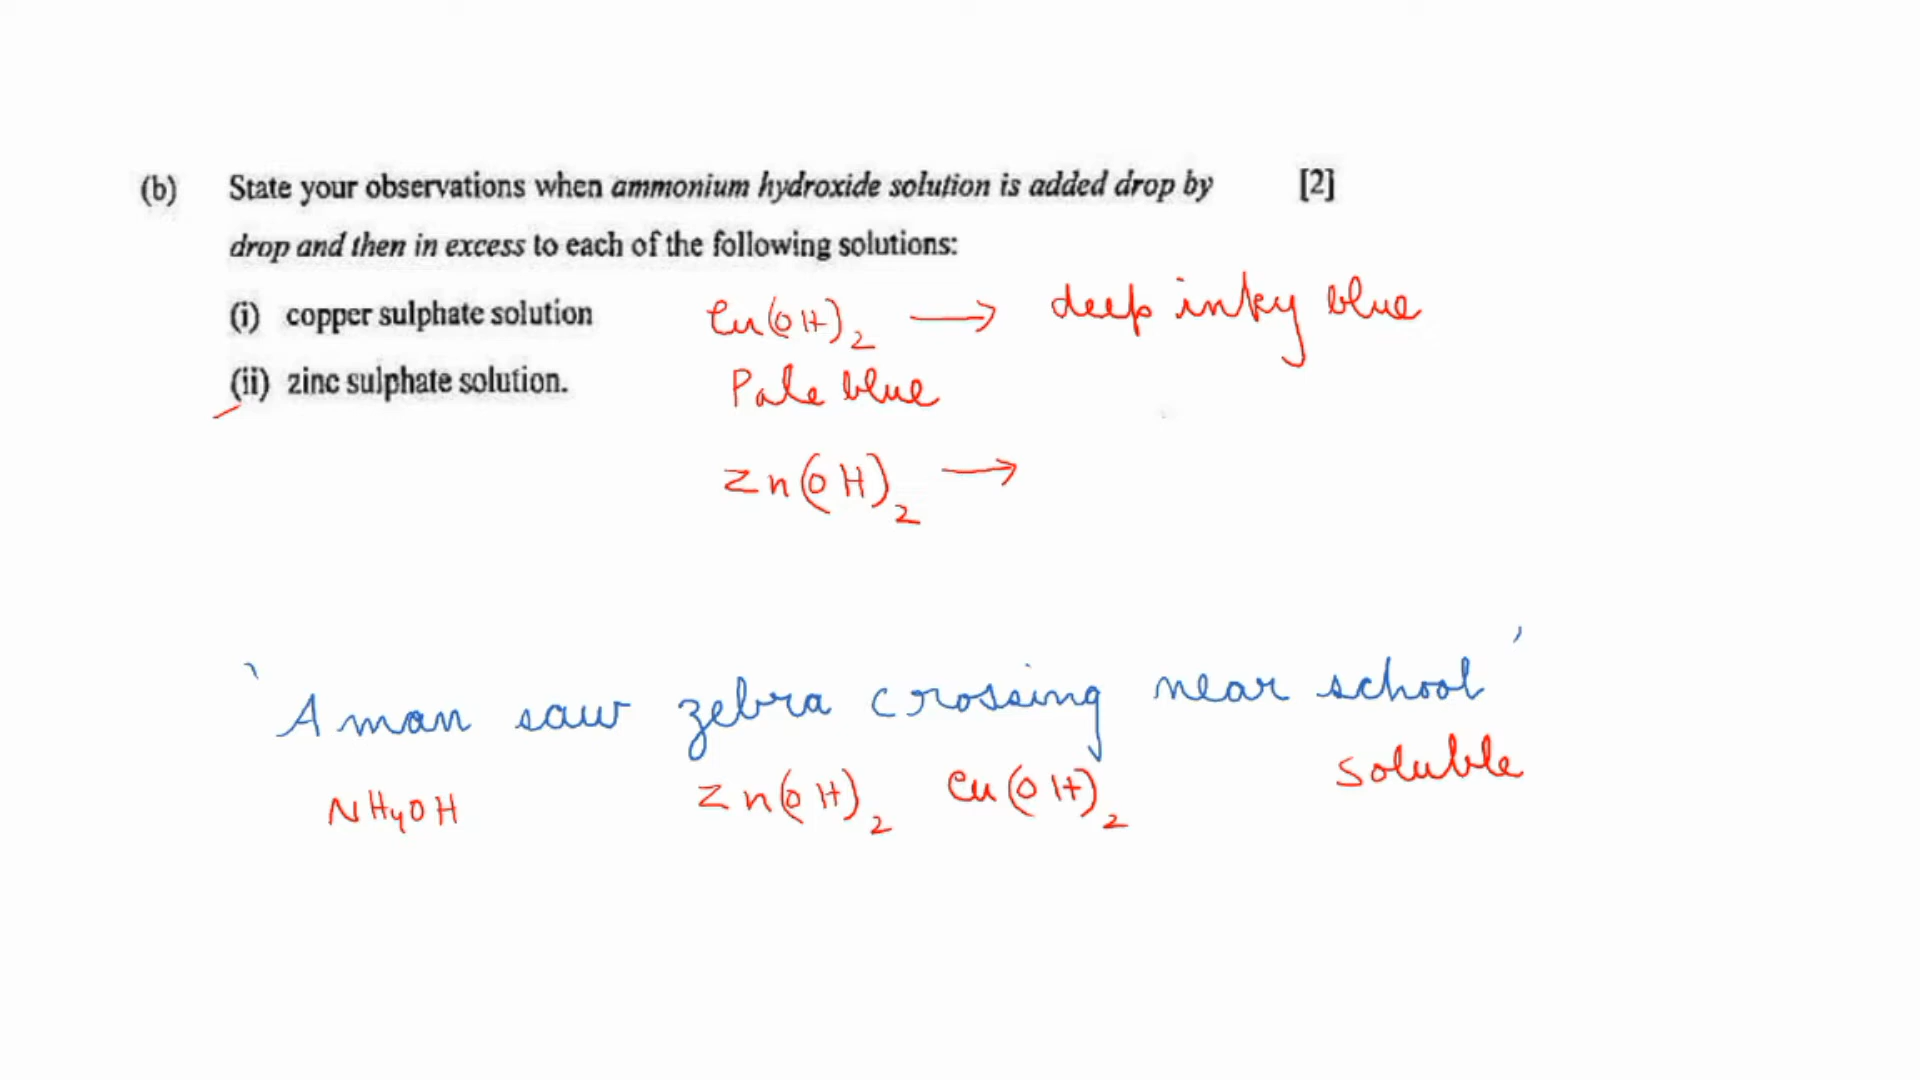 (b) State your observations when ammonium hydroxide solution is added drop by [2]
drop and then in excess to each of the following solutions:
(i) copper sulphate solution
(ii) zinc sulphate solution.
Cu(OH)₂ → deep inky blue
Pale blue
Zn(OH)₂ →
'A man saw zebra crossing near school'
NH₄OH Zn(OH)₂ Cu(OH)₂ soluble